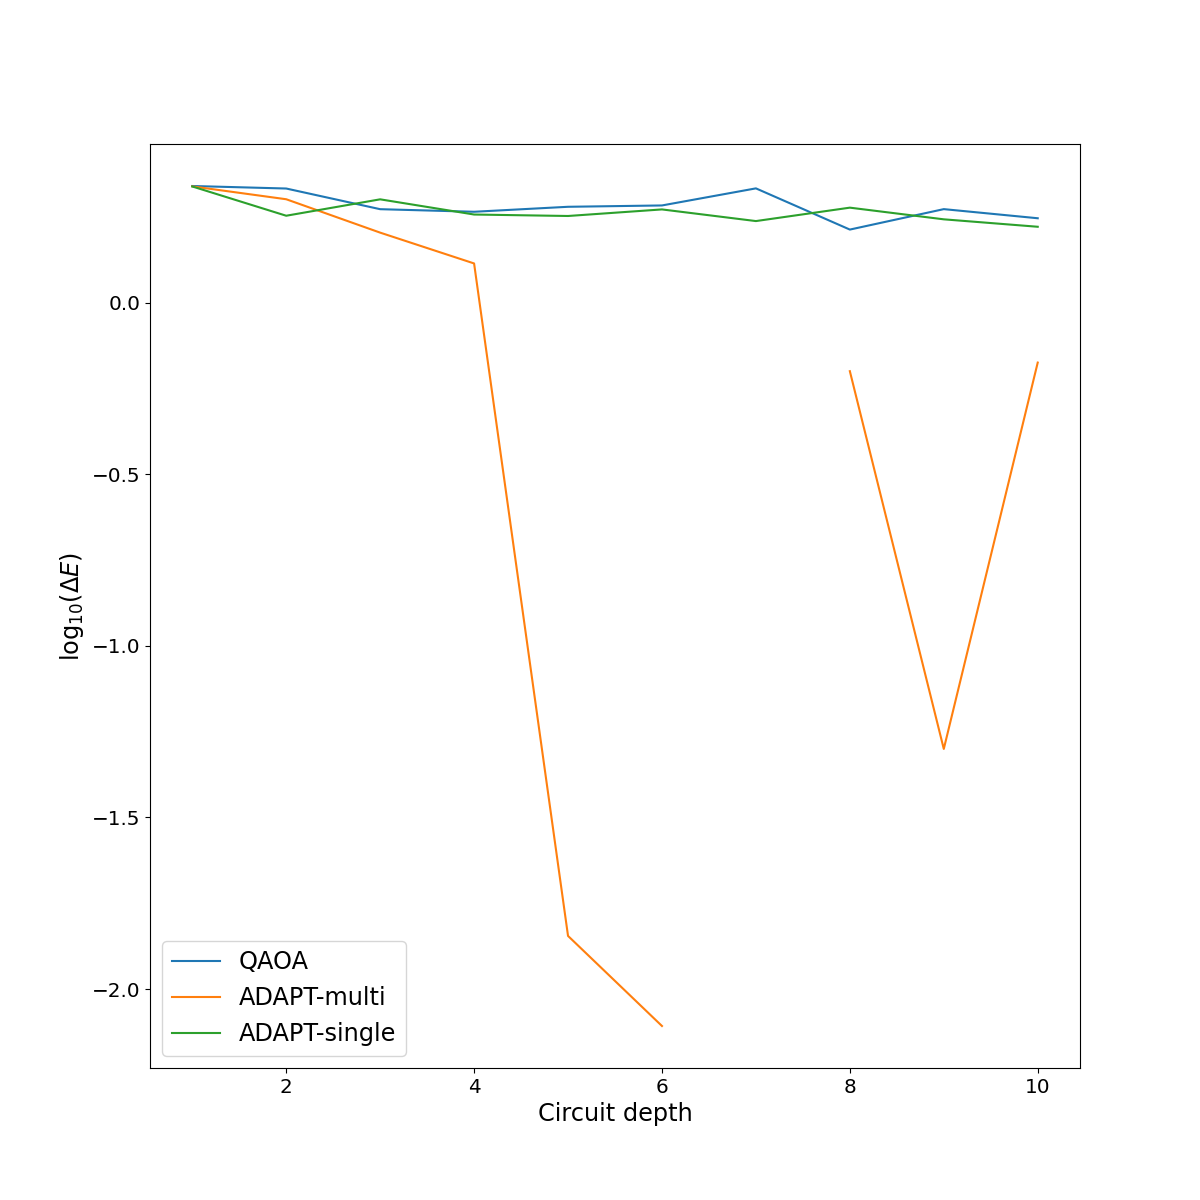 0.0
−0.5
−1.0
−1.5
−2.0
log₁₀(ΔE)
QAOA
ADAPT-multi
ADAPT-single
2 4 6 8 10
Circuit depth